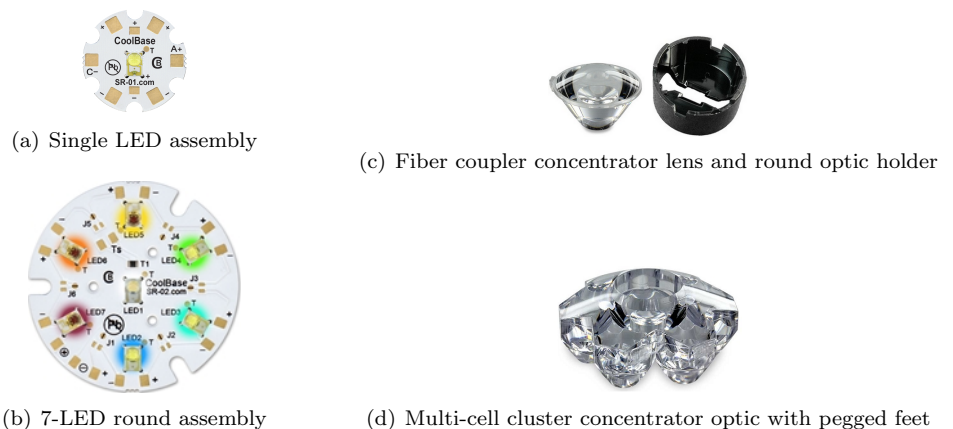 CoolBase
T
A+
C−
Pb
SR-01.com
(a) Single LED assembly
(c) Fiber coupler concentrator lens and round optic holder
LED5
J5
J4
Ts
LED6
T
LED4
T
T1
T
J3
CoolBase
SR-02.com
J6
LED7
LED1
LED3
T
T
Pb
LED2
J1
T
J2
(b) 7-LED round assembly
(d) Multi-cell cluster concentrator optic with pegged feet